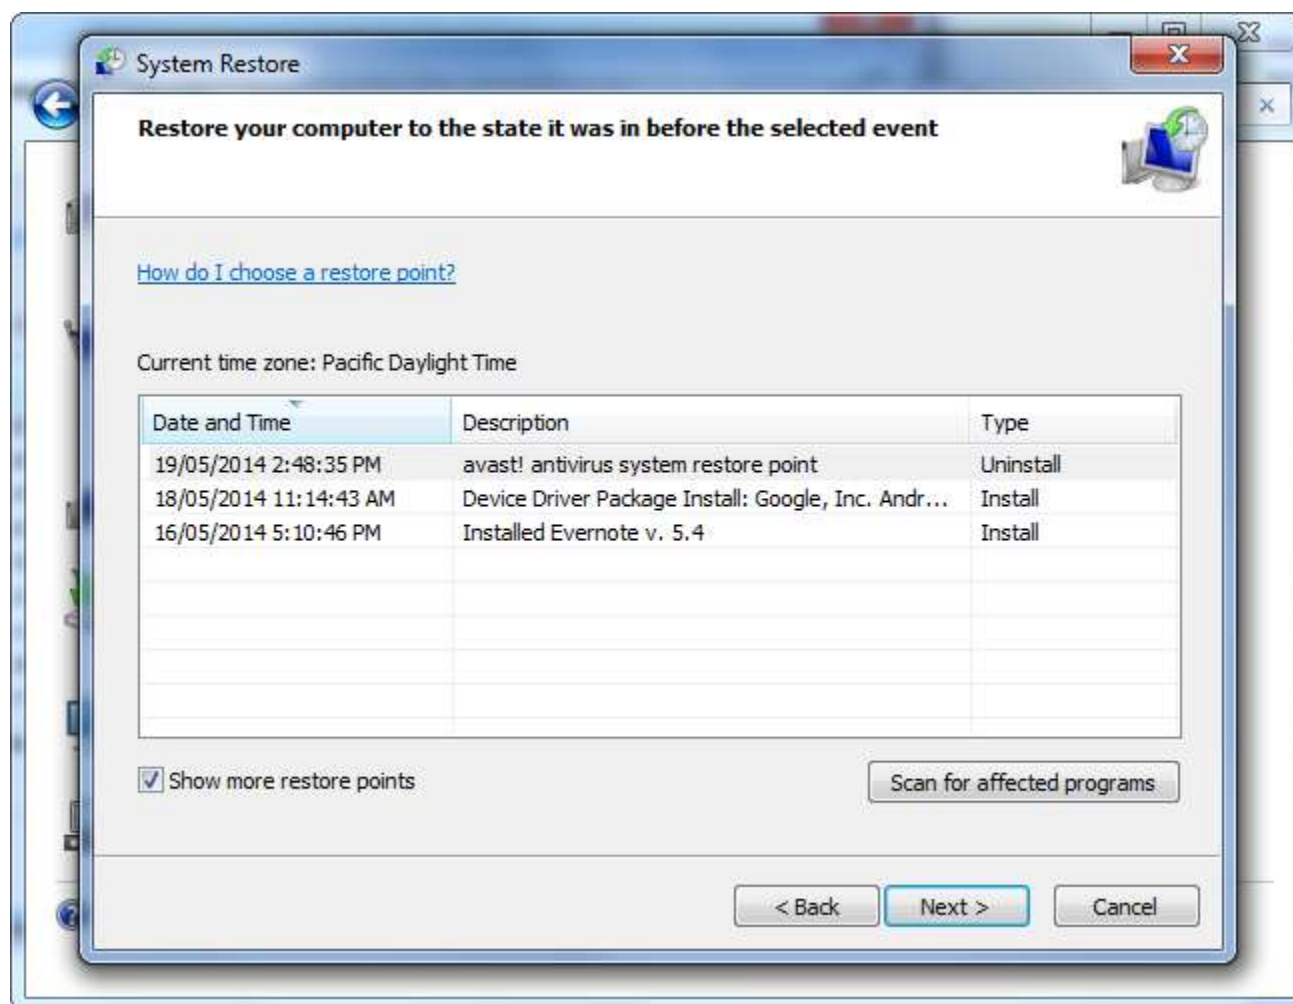 System Restore
Restore your computer to the state it was in before the selected event
How do I choose a restore point?
Current time zone: Pacific Daylight Time
Date and Time Description Type
19/05/2014 2:48:35 PM avast! antivirus system restore point Uninstall
18/05/2014 11:14:43 AM Device Driver Package Install: Google, Inc. Andr... Install
16/05/2014 5:10:46 PM Installed Evernote v. 5.4 Install
Show more restore points Scan for affected programs
< Back Next > Cancel